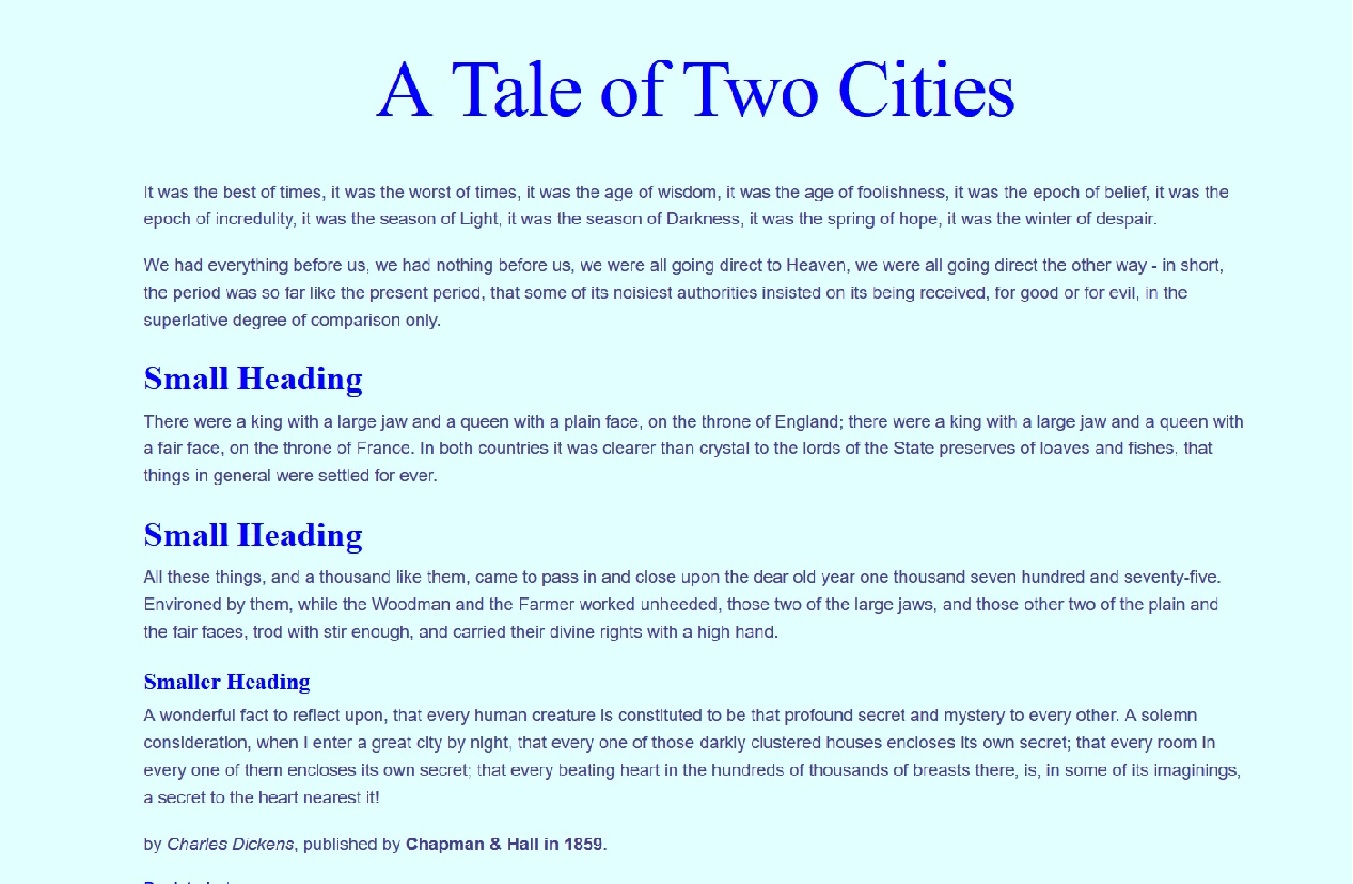 A Tale of Two Cities
It was the best of times, it was the worst of times, it was the age of wisdom, it was the age of foolishness, it was the epoch of belief, it was the
epoch of incredulity, it was the season of Light, it was the season of Darkness, it was the spring of hope, it was the winter of despair.
We had everything before us, we had nothing before us, we were all going direct to Heaven, we were all going direct the other way - in short,
the period was so far like the present period, that some of its noisiest authorities insisted on its being received, for good or for evil, in the
superlative degree of comparison only.
Small Heading
There were a king with a large jaw and a queen with a plain face, on the throne of England; there were a king with a large jaw and a queen with
a fair face, on the throne of France. In both countries it was clearer than crystal to the lords of the State preserves of loaves and fishes, that
things in general were settled for ever.
Small Heading
All these things, and a thousand like them, came to pass in and close upon the dear old year one thousand seven hundred and seventy-five.
Environed by them, while the Woodman and the Farmer worked unheeded, those two of the large jaws, and those other two of the plain and
the fair faces, trod with stir enough, and carried their divine rights with a high hand.
Smaller Heading
A wonderful fact to reflect upon, that every human creature is constituted to be that profound secret and mystery to every other. A solemn
consideration, when I enter a great city by night, that every one of those darkly clustered houses encloses its own secret; that every room in
every one of them encloses its own secret; that every beating heart in the hundreds of thousands of breasts there, is, in some of its imaginings,
a secret to the heart nearest it!
by Charles Dickens, published by Chapman & Hall in 1859.